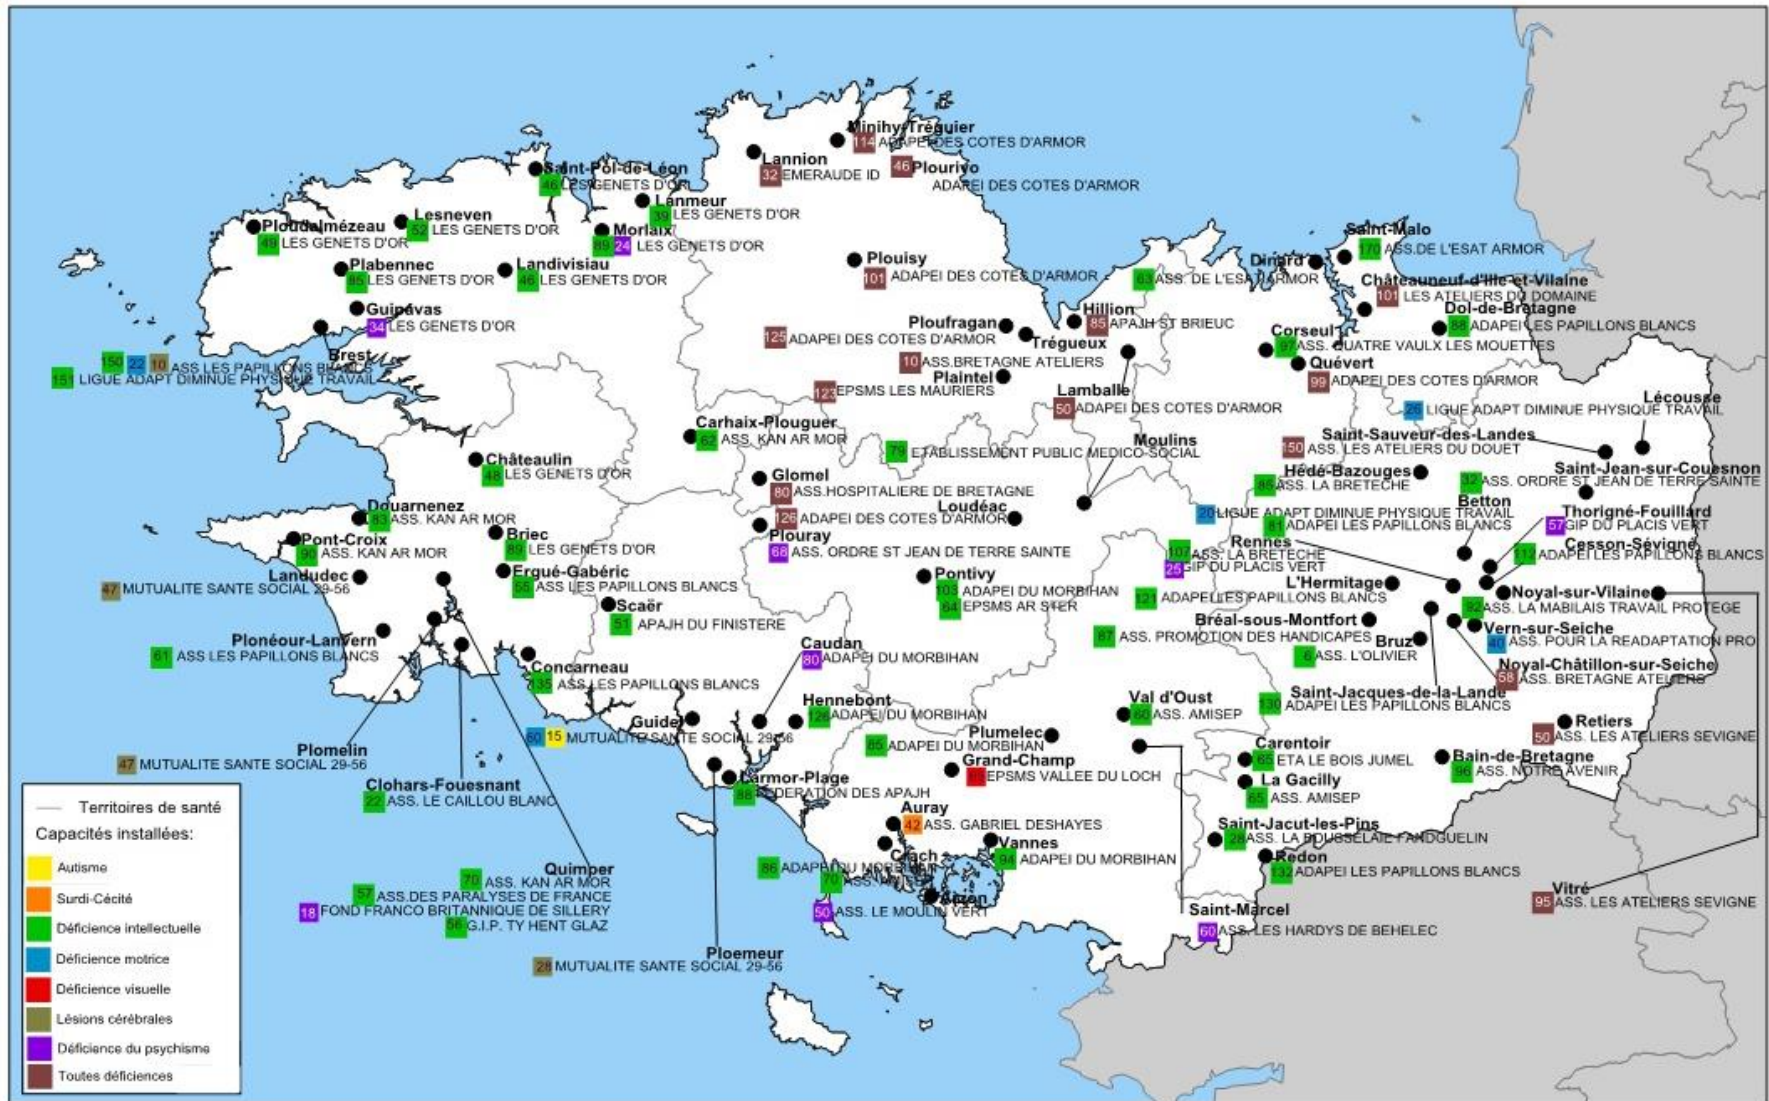 Minihy-Tréguier
114 ADAPEI DES COTES D'ARMOR
Lannion
32 EMERAUDE ID
46 Plourivo
ADAPEI DES COTES D'ARMOR
Saint-Pol-de-Léon
46 LES GENETS D'OR
Lanmeur
39 LES GENETS D'OR
Morlaix
89 24 LES GENETS D'OR
Lesneven
52 LES GENETS D'OR
Ploudalmézeau
49 LES GENETS D'OR
Plabennec
85 LES GENETS D'OR
Landivisiau
46 LES GENETS D'OR
Guipavas
34 LES GENETS D'OR
Brest
150 22 10 ASS LES PAPILLONS BLANCS
151 LIGUE ADAPT DIMINUE PHYSIQUE TRAVAIL
Plouisy
101 ADAPEI DES COTES D'ARMOR
Saint-Malo
170 ASS.DE L'ESAT ARMOR
Dinard
63 ASS. DE L'ESAT ARMOR
Châteauneuf-d'Ille-et-Vilaine
101 LES ATELIERS DU DOMAINE
Dol-de-Bretagne
88 ADAPEI LES PAPILLONS BLANCS
Hillion
85 APAJH ST BRIEUC
Ploufragan
125 ADAPEI DES COTES D'ARMOR
Trégueux
10 ASS.BRETAGNE ATELIERS
Plaintel
123 EPSMS LES MAURIERS
Corseul
97 ASS. QUATRE VAULX LES MOUETTES
Quévert
99 ADAPEI DES COTES D'ARMOR
Lamballe
50 ADAPEI DES COTES D'ARMOR
Lécousse
26 LIGUE ADAPT DIMINUE PHYSIQUE TRAVAIL
Saint-Sauveur-des-Landes
150 ASS. LES ATELIERS DU DOUET
Carhaix-Plouguer
62 ASS. KAN AR MOR
Moulins
79 ETABLISSEMENT PUBLIC MEDICO-SOCIAL
Châteaulin
48 LES GENETS D'OR
Glomel
80 ASS.HOSPITALIERE DE BRETAGNE
Loudéac
126 ADAPEI DES COTES D'ARMOR
Plouray
68 ASS. ORDRE ST JEAN DE TERRE SAINTE
Hédé-Bazouges
85 ASS. LA BRETECHE
Saint-Jean-sur-Couesnon
32 ASS. ORDRE ST JEAN DE TERRE SAINTE
Betton
20 LIGUE ADAPT DIMINUE PHYSIQUE TRAVAIL
81 ADAPEI LES PAPILLONS BLANCS
Thorigné-Fouillard
57 GIP DU PLACIS VERT
Rennes
107 ASS. LA BRETECHE
25 GIP DU PLACIS VERT
Cesson-Sévigné
112 ADAPEI LES PAPILLONS BLANCS
Douarnenez
83 ASS. KAN AR MOR
Pont-Croix
90 ASS. KAN AR MOR
Briec
89 LES GENETS D'OR
Landudec
47 MUTUALITE SANTE SOCIAL 29-56
Ergué-Gabéric
55 ASS LES PAPILLONS BLANCS
Scaër
51 APAJH DU FINISTERE
Pontivy
103 ADAPEI DU MORBIHAN
64 EPSMS AR STER
L'Hermitage
121 ADAPEI LES PAPILLONS BLANCS
Noyal-sur-Vilaine
92 ASS. LA MABILAIS TRAVAIL PROTEGE
Bréal-sous-Montfort
87 ASS. PROMOTION DES HANDICAPES
Vern-sur-Seiche
40 ASS. POUR LA READAPTATION PRO
Bruz
6 ASS. L'OLIVIER
Noyal-Châtillon-sur-Seiche
58 ASS. BRETAGNE ATELIERS
Saint-Jacques-de-la-Lande
130 ADAPEI LES PAPILLONS BLANCS
Plonéour-Lanvern
61 ASS LES PAPILLONS BLANCS
Concarneau
135 ASS LES PAPILLONS BLANCS
Caudan
80 ADAPEI DU MORBIHAN
Hennebont
126 ADAPEI DU MORBIHAN
Guidel
60 15 MUTUALITE SANTE SOCIAL 29-56
Val d'Oust
60 ASS. AMISEP
Plumelec
85 ADAPEI DU MORBIHAN
Grand-Champ
EPSMS VALLEE DU LOCH
Retiers
50 ASS. LES ATELIERS SEVIGNE
Carentoir
65 ETA LE BOIS JUMEL
Bain-de-Bretagne
96 ASS. NOTRE AVENIR
La Gacilly
65 ASS. AMISEP
Plomelin
47 MUTUALITE SANTE SOCIAL 29-56
Clohars-Fouesnant
22 ASS. LE CAILLOU BLANC
Larmor-Plage
88 FEDERATION DES APAJH
Auray
42 ASS. GABRIEL DESHAYES
Saint-Jacut-les-Pins
28 ASS. LA BOUSSELAIE FANDGUELIN
Vannes
94 ADAPEI DU MORBIHAN
Crach
86 ADAPEI DU MORBIHAN
70
Redon
132 ADAPEI LES PAPILLONS BLANCS
Arzon
50 ASS. LE MOULIN VERT
Quimper
70 ASS. KAN AR MOR
57 ASS.DES PARALYSES DE FRANCE
18 FOND FRANCO BRITANNIQUE DE SILLERY
56 G.I.P. TY HENT GLAZ
Vitré
95 ASS. LES ATELIERS SEVIGNE
Saint-Marcel
60 ASS. LES HARDYS DE BEHELEC
Ploemeur
28 MUTUALITE SANTE SOCIAL 29-56
Territoires de santé
Capacités installées:
Autisme
Surdi-Cécité
Déficience intellectuelle
Déficience motrice
Déficience visuelle
Lésions cérébrales
Déficience du psychisme
Toutes déficiences